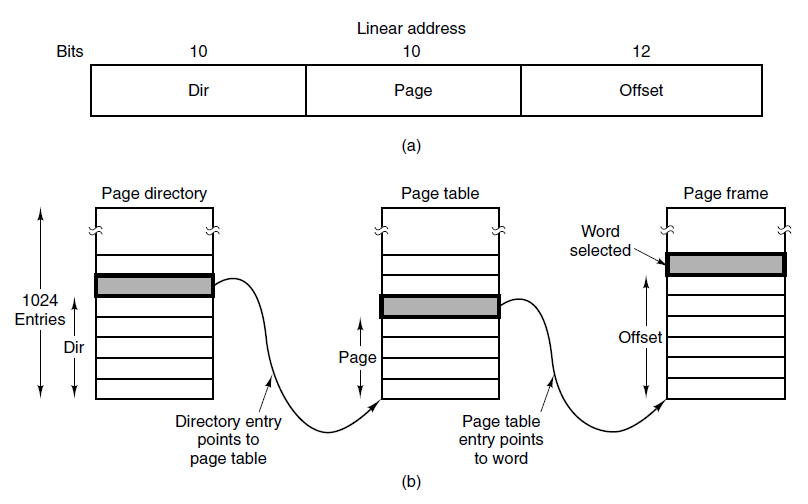 Linear address
Bits 10 10 12
Dir Page Offset
(a)
Page directory Page table Page frame
Word
selected
1024
Entries
Dir
Page
Offset
Directory entry
points to
page table
Page table
entry points
to word
(b)